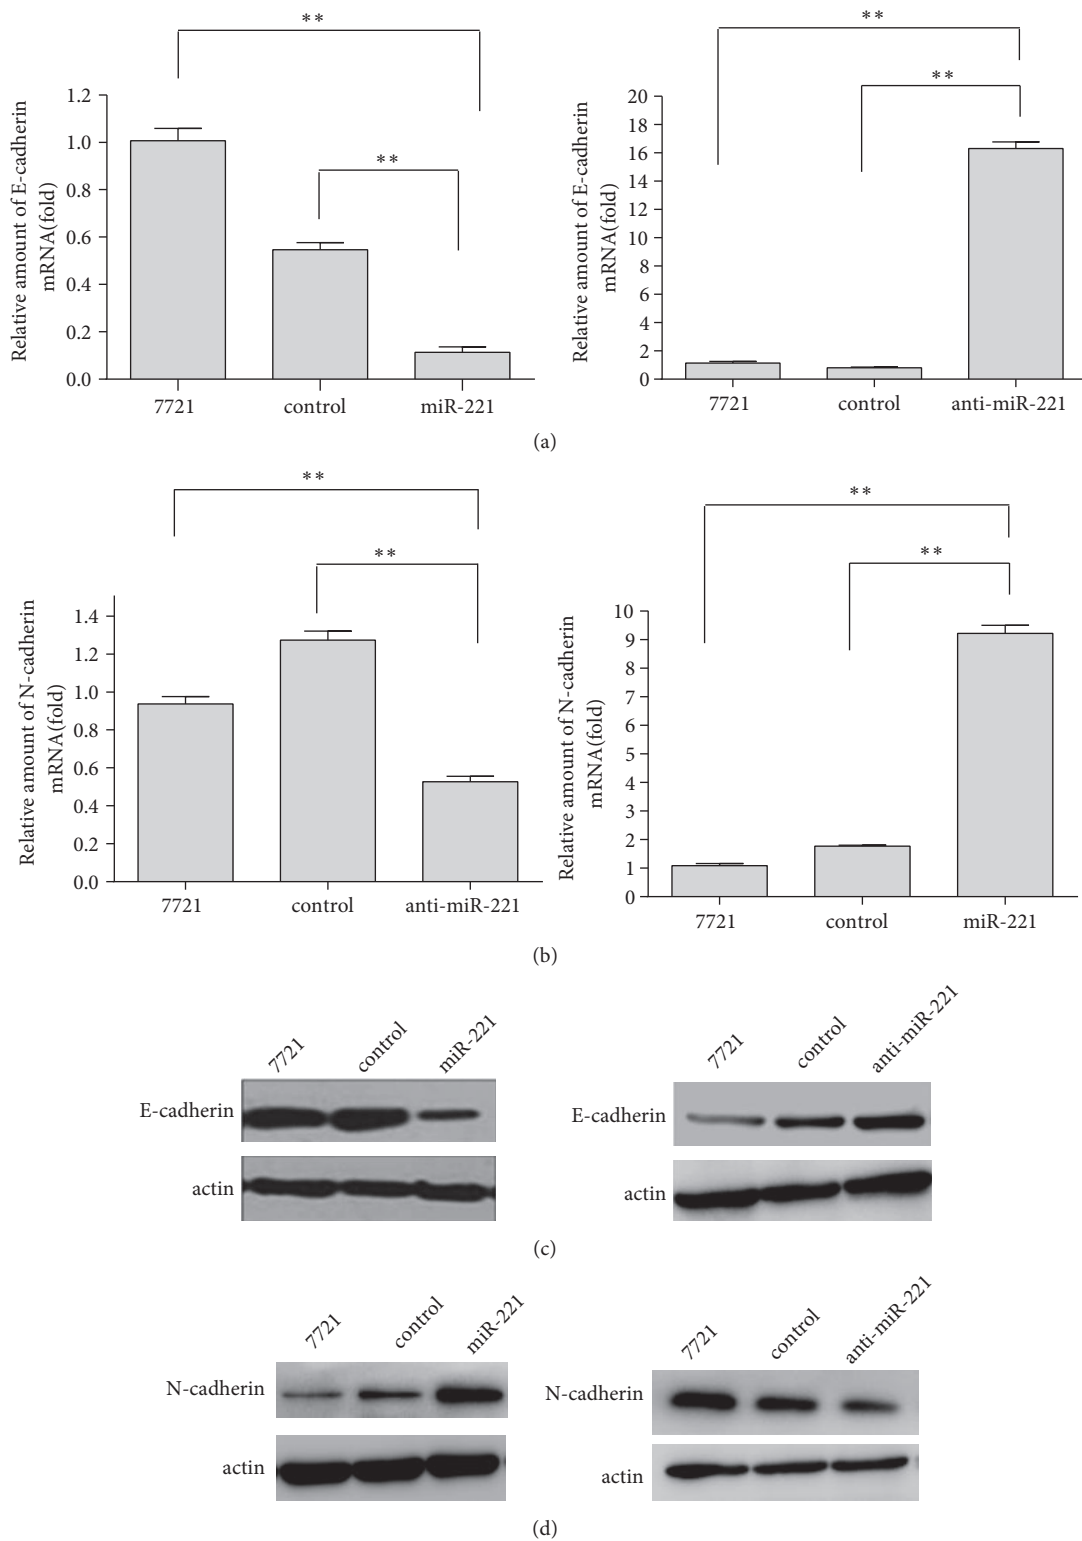 **
**
Relative amount of E-cadherin
mRNA(fold)
1.2
1.0
0.8
0.6
0.4
0.2
0.0
7721 control miR-221
**
**
Relative amount of E-cadherin
mRNA(fold)
20
18
16
14
12
10
8
6
4
2
0
7721 control anti-miR-221
(a)
**
**
Relative amount of N-cadherin
mRNA(fold)
1.4
1.2
1.0
0.8
0.6
0.4
0.2
0.0
7721 control anti-miR-221
**
**
Relative amount of N-cadherin
mRNA(fold)
10
9
8
7
6
5
4
3
2
1
0
7721 control miR-221
(b)
7721 control miR-221
E-cadherin
actin
7721 control anti-miR-221
E-cadherin
actin
(c)
7721 control miR-221
N-cadherin
actin
7721 control anti-miR-221
N-cadherin
actin
(d)